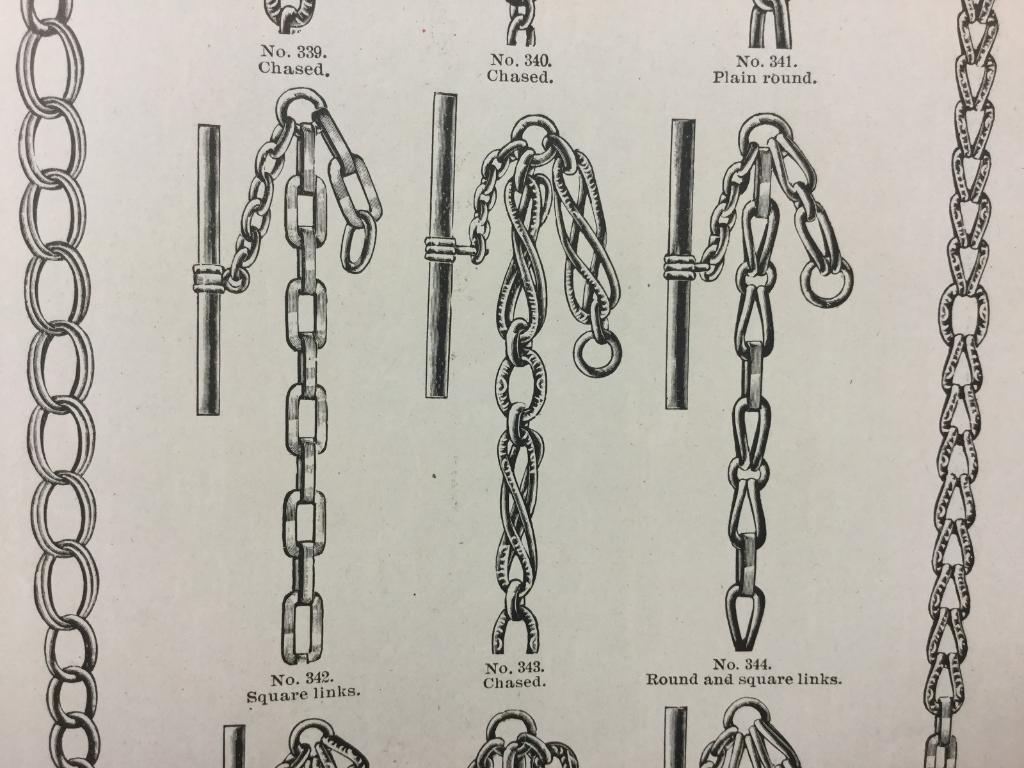 No. 339.
Chased.
No. 340.
Chased.
No. 341.
Plain round.
No. 342.
Square links.
No. 343.
Chased.
No. 344.
Round and square links.